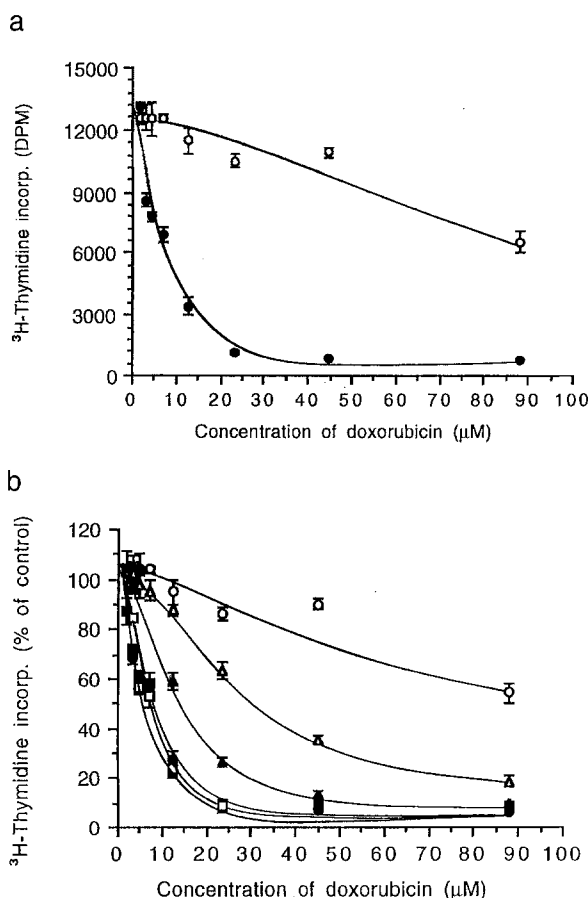 a
15000
12000
9000
6000
3000
0
³H-Thymidine incorp. (DPM)
0 10 20 30 40 50 60 70 80 90 100
Concentration of doxorubicin (μM)
b
120
100
80
60
40
20
0
³H-Thymidine incorp. (% of control)
0 10 20 30 40 50 60 70 80 90 100
Concentration of doxorubicin (μM)